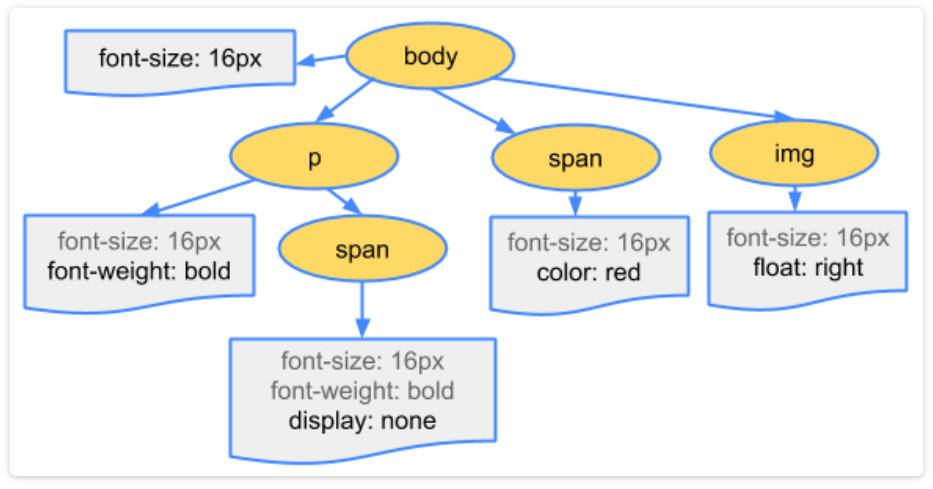 font-size: 16px
body
p
span
img
font-size: 16px
font-weight: bold
span
font-size: 16px
color: red
font-size: 16px
float: right
font-size: 16px
font-weight: bold
display: none